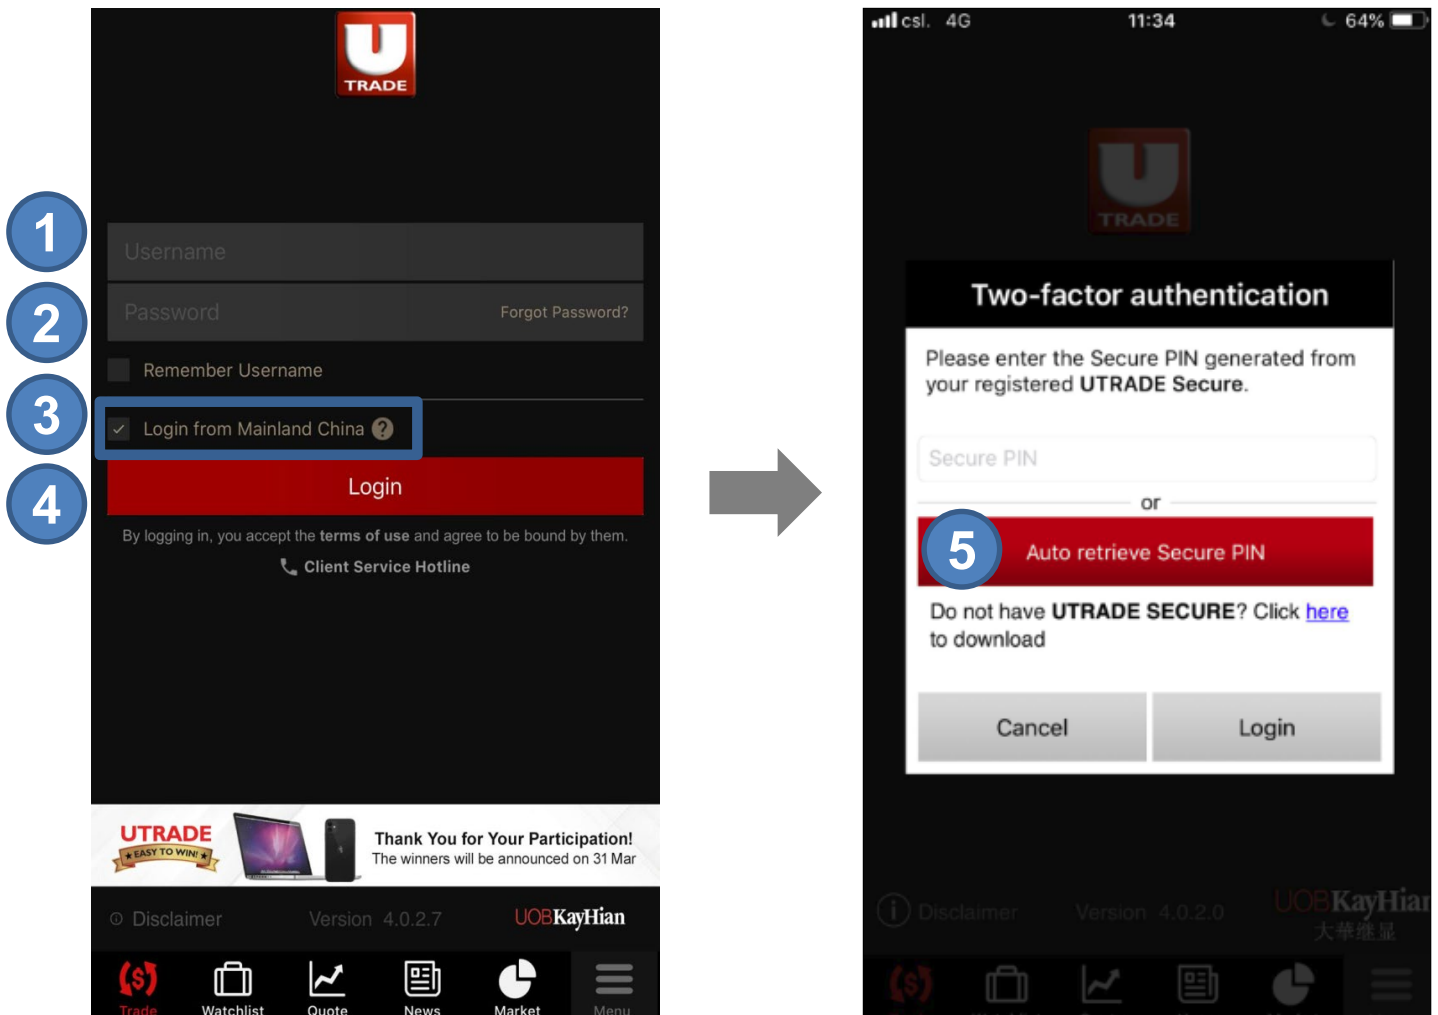 U
TRADE
1
Username
2
Password
Forgot Password?
Remember Username
3
Login from Mainland China ?
4
Login
By logging in, you accept the terms of use and agree to be bound by them.
Client Service Hotline
UTRADE
EASY TO WIN!
Thank You for Your Participation!
The winners will be announced on 31 Mar
Disclaimer
Version 4.0.2.7
UOBKayHian
Trade
Watchlist
Quote
News
Market
Menu
csl. 4G
11:34
64%
U
TRADE
Two-factor authentication
Please enter the Secure PIN generated from
your registered UTRADE Secure.
Secure PIN
or
5
Auto retrieve Secure PIN
Do not have UTRADE SECURE? Click here
to download
Cancel
Login
Disclaimer
Version 4.0.2.0
UOBKayHian
大華继显